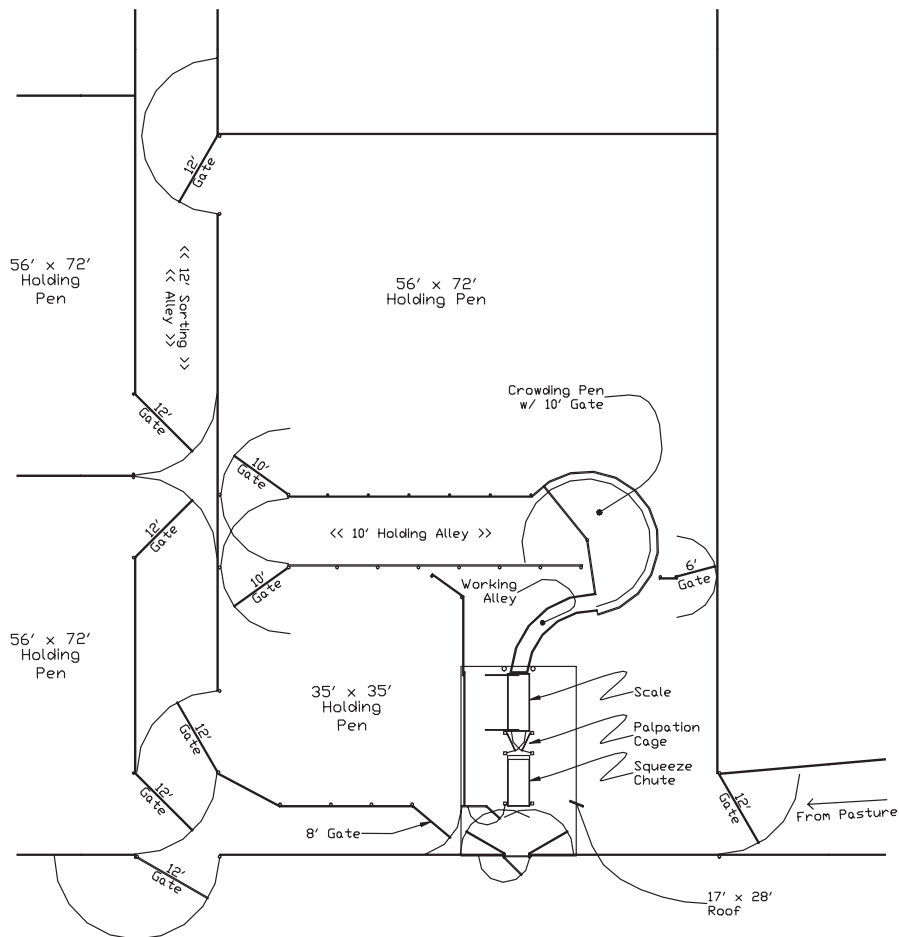 12'
Gate
56' x 72'
Holding
Pen
<< 12' Sorting >>
<< Alley >>
56' x 72'
Holding Pen
Crowding Pen
w/ 10' Gate
12'
Gate
10'
Gate
12'
Gate
<< 10' Holding Alley >>
10'
Gate
Working
Alley
6'
Gate
56' x 72'
Holding
Pen
35' x 35'
Holding
Pen
Scale
Palpation
Cage
Squeeze
Chute
12'
Gate
12'
Gate
8' Gate
12'
Gate
From Pasture
12'
Gate
17' x 28'
Roof